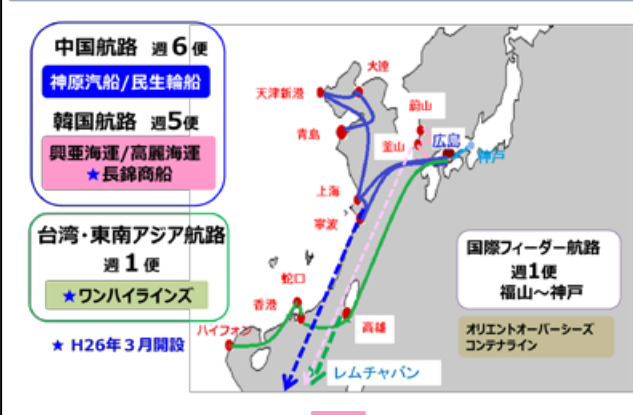 中国航路 週６便
神原汽船/民生輪船
韓国航路 週5便
興亜海運/高麗海運
★長錦商船
台湾・東南アジア航路
週１便
★ワンハイラインズ
★ H26年３月開設
大連
天津新港
蔚山
青島
釜山
広島
神戸
上海
寧波
蛇口
香港
ハイフォン
高雄
レムチャバン
国際フィーダー航路
週1便
福山～神戸
オリエントオーバーシーズ
コンテナライン